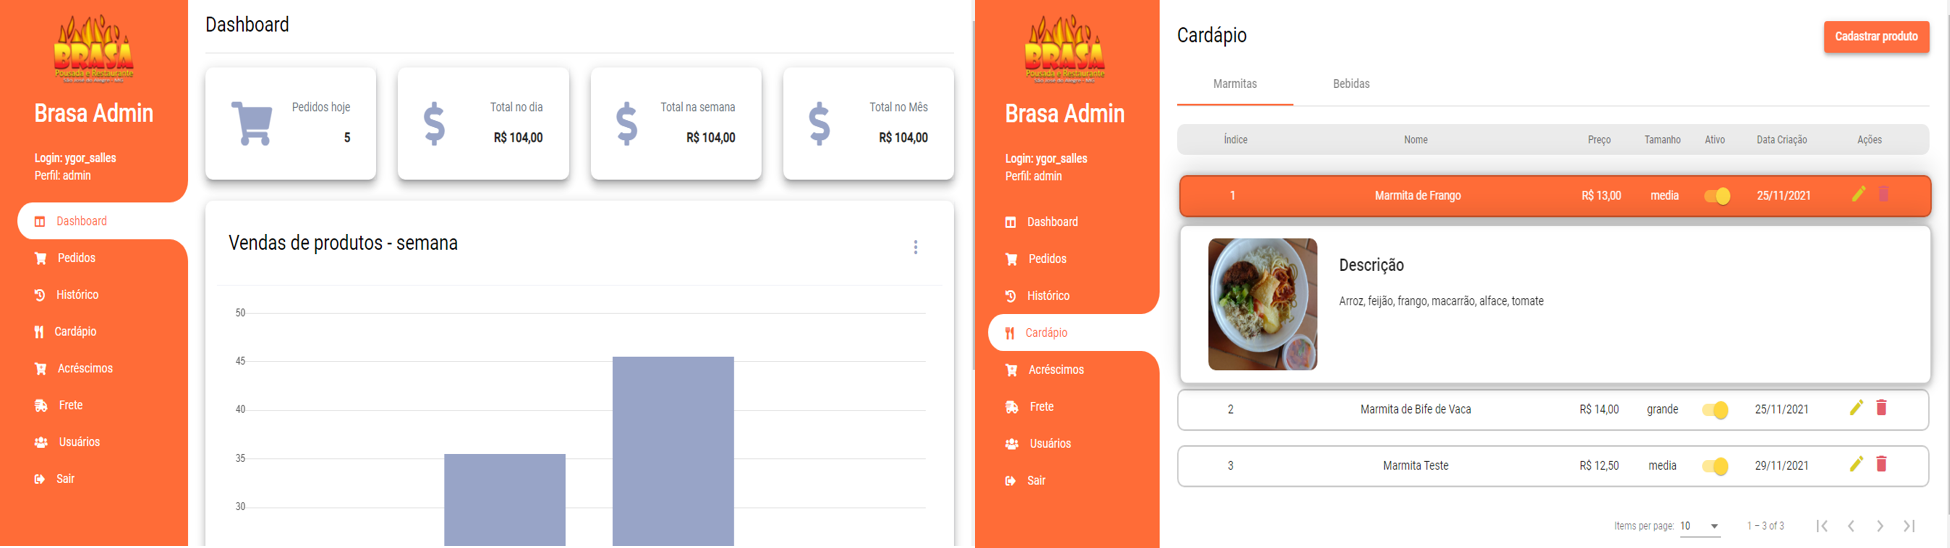 BRASA
Pousada e Restaurante
Brasa Admin
Login: ygor_salles
Perfil: admin
Dashboard
Pedidos
Histórico
Cardápio
Acréscimos
Frete
Usuários
Sair
Dashboard
Pedidos hoje
5
Total no dia
R$ 104,00
Total na semana
R$ 104,00
Total no Mês
R$ 104,00
Vendas de produtos - semana
50
45
40
35
30
BRASA
Pousada e Restaurante
Brasa Admin
Login: ygor_salles
Perfil: admin
Dashboard
Pedidos
Histórico
Cardápio
Acréscimos
Frete
Usuários
Sair
Cardápio
Cadastrar produto
Marmitas Bebidas
Índice Nome Preço Tamanho Ativo Data Criação Ações
1 Marmita de Frango R$ 13,00 media 25/11/2021
Descrição
Arroz, feijão, frango, macarrão, alface, tomate
2 Marmita de Bife de Vaca R$ 14,00 grande 25/11/2021
3 Marmita Teste R$ 12,50 media 29/11/2021
Items per page: 10 1 – 3 of 3